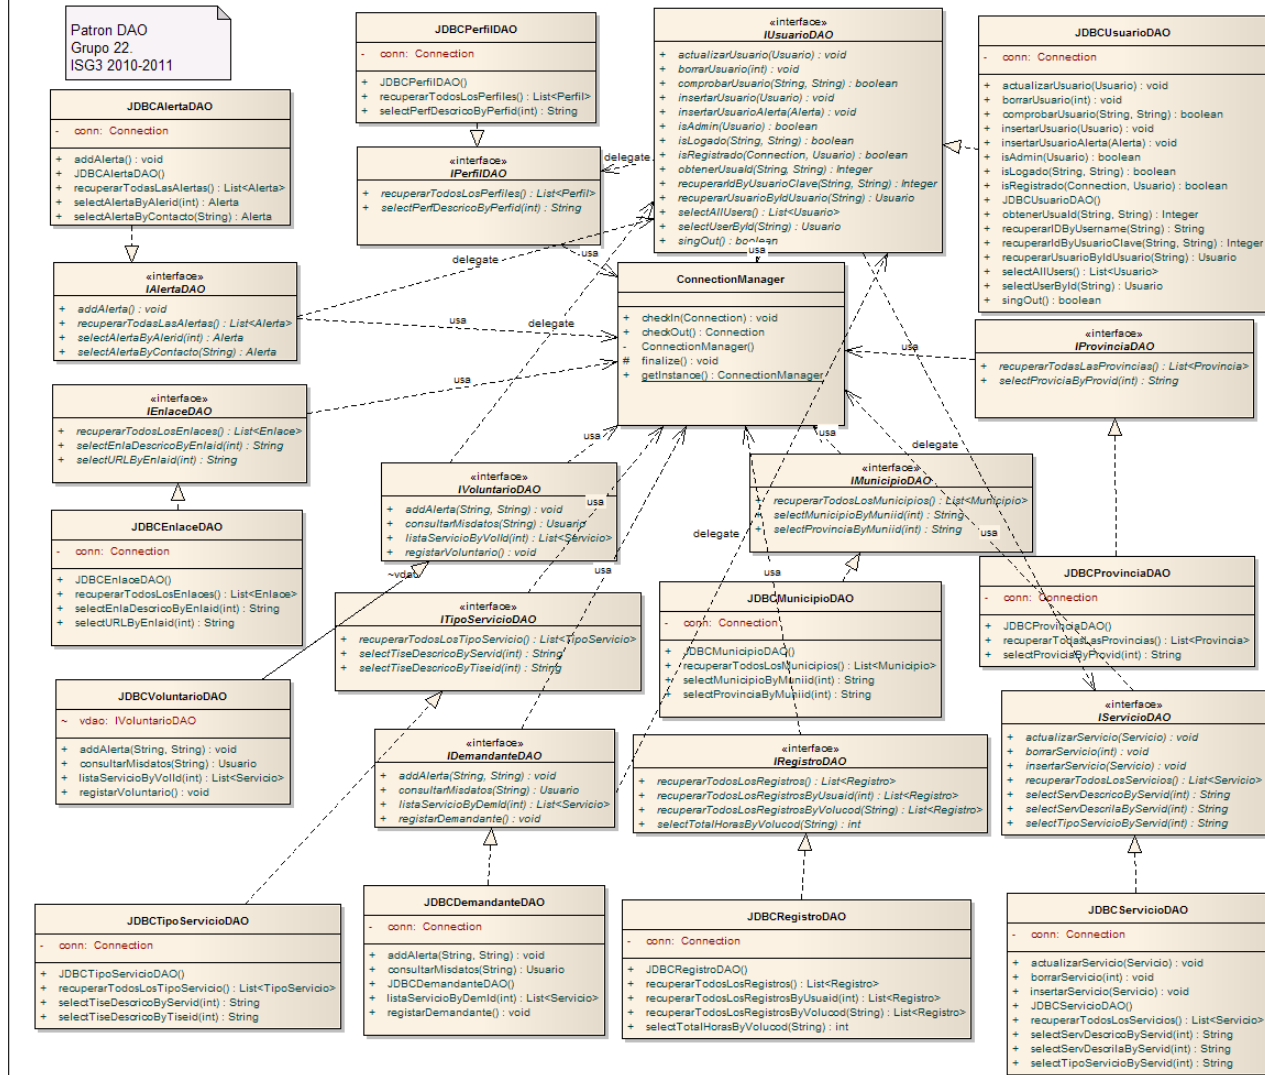 Patron DAO
Grupo 22.
ISG3 2010-2011
JDBCPerfilDAO
- conn: Connection
+ JDBCPerfilDAO()
+ recuperarTodosLosPerfiles() : List<Perfil>
+ selectPerfDescricoByPerfid(int) : String
«interface»
IUsuarioDAO
+ actualizarUsuario(Usuario) : void
+ borrarUsuario(int) : void
+ comprobarUsuario(String, String) : boolean
+ insertarUsuario(Usuario) : void
+ insertarUsuarioAlerta(Alerta) : void
+ isAdmin(Usuario) : boolean
+ isLogado(String, String) : boolean
+ isRegistrado(Connection, Usuario) : boolean
+ obtenerUsuaId(String, String) : Integer
+ recuperarIdByUsuarioClave(String, String) : Integer
+ recuperarUsuarioByIdUsuario(String) : Usuario
+ selectAllUsers() : List<Usuario>
+ selectUserById(String) : Usuario
+ singOut() : boolean
JDBCUsuarioDAO
- conn: Connection
+ actualizarUsuario(Usuario) : void
+ borrarUsuario(int) : void
+ comprobarUsuario(String, String) : boolean
+ insertarUsuario(Usuario) : void
+ insertarUsuarioAlerta(Alerta) : void
+ isAdmin(Usuario) : boolean
+ isLogado(String, String) : boolean
+ isRegistrado(Connection, Usuario) : boolean
+ JDBCUsuarioDAO()
+ obtenerUsuaId(String, String) : Integer
+ recuperarIDByUsername(String) : String
+ recuperarIdByUsuarioClave(String, String) : Integer
+ recuperarUsuarioByIdUsuario(String) : Usuario
+ selectAllUsers() : List<Usuario>
+ selectUserById(String) : Usuario
+ singOut() : boolean
JDBCAlertaDAO
- conn: Connection
+ addAlerta() : void
+ JDBCAlertaDAO()
+ recuperarTodasLasAlertas() : List<Alerta>
+ selectAlertaByAlerid(int) : Alerta
+ selectAlertaByContacto(String) : Alerta
«interface»
IPerfilDAO
+ recuperarTodosLosPerfiles() : List<Perfil>
+ selectPerfDescricoByPerfid(int) : String
delegate
usa
usa
delegate
«interface»
IAlertaDAO
+ addAlerta() : void
+ recuperarTodasLasAlertas() : List<Alerta>
+ selectAlertaByAlerid(int) : Alerta
+ selectAlertaByContacto(String) : Alerta
usa
delegate
ConnectionManager
+ checkIn(Connection) : void
+ checkOut() : Connection
- ConnectionManager()
# finalize() : void
+ getInstance() : ConnectionManager
usa
«interface»
IProvinciaDAO
+ recuperarTodasLasProvincias() : List<Provincia>
+ selectProviciaByProvid(int) : String
usa
«interface»
IEnlaceDAO
+ recuperarTodosLosEnlaces() : List<Enlace>
+ selectEnlaDescricoByEnlaid(int) : String
+ selectURLByEnlaid(int) : String
usa
usa
delegate
«interface»
IVoluntarioDAO
+ addAlerta(String, String) : void
+ consultarMisdatos(String) : Usuario
+ listaServicioByVolId(int) : List<Servicio>
+ registarVoluntario() : void
usa
«interface»
IMunicipioDAO
+ recuperarTodosLosMunicipios() : List<Municipio>
+ selectMunicipioByMuniid(int) : String
+ selectProvinciaByMuniid(int) : String
delegate
usa
JDBCEnlaceDAO
- conn: Connection
+ JDBCEnlaceDAO()
+ recuperarTodosLosEnlaces() : List<Enlace>
+ selectEnlaDescricoByEnlaid(int) : String
+ selectURLByEnlaid(int) : String
~vdao
usa
usa
«interface»
ITipoServicioDAO
+ recuperarTodosLosTipoServicio() : List<TipoServicio>
+ selectTiseDescricoByServid(int) : String
+ selectTiseDescricoByTiseid(int) : String
JDBCMunicipioDAO
- conn: Connection
+ JDBCMunicipioDAO()
+ recuperarTodosLosMunicipios() : List<Municipio>
+ selectMunicipioByMuniid(int) : String
+ selectProvinciaByMuniid(int) : String
JDBCProvinciaDAO
- conn: Connection
+ JDBCProvinciaDAO()
+ recuperarTodasLasProvincias() : List<Provincia>
+ selectProviciaByProvid(int) : String
JDBCVoluntarioDAO
~ vdao: IVoluntarioDAO
+ addAlerta(String, String) : void
+ consultarMisdatos(String) : Usuario
+ listaServicioByVolId(int) : List<Servicio>
+ registarVoluntario() : void
«interface»
IDemandanteDAO
+ addAlerta(String, String) : void
+ consultarMisdatos(String) : Usuario
+ listaServicioByDemId(int) : List<Servicio>
+ registarDemandante() : void
«interface»
IRegistroDAO
+ recuperarTodosLosRegistros() : List<Registro>
+ recuperarTodosLosRegistrosByUsuaid(int) : List<Registro>
+ recuperarTodosLosRegistrosByVolucod(String) : List<Registro>
+ selectTotalHorasByVolucod(String) : int
«interface»
IServicioDAO
+ actualizarServicio(Servicio) : void
+ borrarServicio(int) : void
+ insertarServicio(Servicio) : void
+ recuperarTodosLosServicios() : List<Servicio>
+ selectServDescricoByServid(int) : String
+ selectServDescrilaByServid(int) : String
+ selectTipoServicioByServid(int) : String
JDBCTipoServicioDAO
- conn: Connection
+ JDBCTipoServicioDAO()
+ recuperarTodosLosTipoServicio() : List<TipoServicio>
+ selectTiseDescricoByServid(int) : String
+ selectTiseDescricoByTiseid(int) : String
JDBCDemandanteDAO
- conn: Connection
+ addAlerta(String, String) : void
+ consultarMisdatos(String) : Usuario
+ JDBCDemandanteDAO()
+ listaServicioByDemId(int) : List<Servicio>
+ registarDemandante() : void
JDBCRegistroDAO
- conn: Connection
+ JDBCRegistroDAO()
+ recuperarTodosLosRegistros() : List<Registro>
+ recuperarTodosLosRegistrosByUsuaid(int) : List<Registro>
+ recuperarTodosLosRegistrosByVolucod(String) : List<Registro>
+ selectTotalHorasByVolucod(String) : int
JDBCServicioDAO
- conn: Connection
+ actualizarServicio(Servicio) : void
+ borrarServicio(int) : void
+ insertarServicio(Servicio) : void
+ JDBCServicioDAO()
+ recuperarTodosLosServicios() : List<Servicio>
+ selectServDescricoByServid(int) : String
+ selectServDescrilaByServid(int) : String
+ selectTipoServicioByServid(int) : String